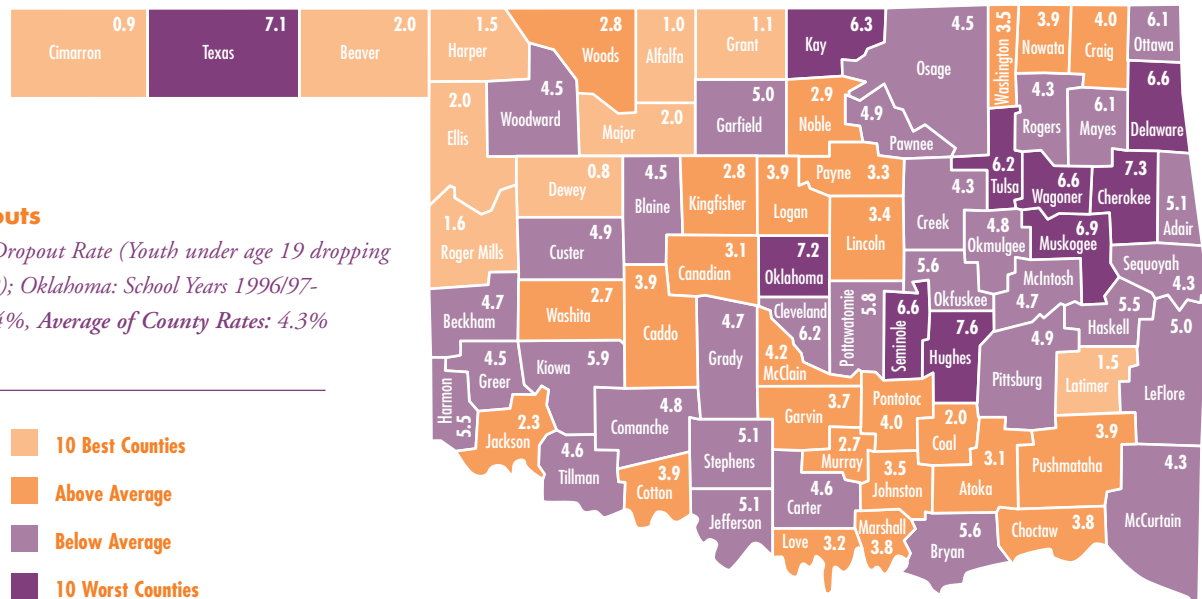 0.9
Cimarron
7.1
Texas
2.0
Beaver
1.5
Harper
2.8
Woods
1.0
Alfalfa
1.1
Grant
6.3
Kay
4.5
Osage
Washington 3.5
3.9
Nowata
4.0
Craig
6.1
Ottawa
2.0
Ellis
4.5
Woodward
2.0
Major
5.0
Garfield
2.9
Noble
4.9
Pawnee
4.3
Rogers
6.1
Mayes
6.6
Delaware
0.8
Dewey
4.5
Blaine
2.8
Kingfisher
3.9
Logan
Payne 3.3
6.2
Tulsa
6.6
Wagoner
7.3
Cherokee
5.1
Adair
1.6
Roger Mills
4.9
Custer
3.1
Canadian
7.2
Oklahoma
3.4
Lincoln
4.3
Creek
4.8
Okmulgee
6.9
Muskogee
Sequoyah
4.3
outs
Dropout Rate (Youth under age 19 dropping
); Oklahoma: School Years 1996/97-
4%, Average of County Rates: 4.3%
4.7
Beckham
2.7
Washita
3.9
Caddo
4.7
Grady
Cleveland
6.2
Pottawatomie 5.8
Seminole 6.6
5.6
Okfuskee
McIntosh
4.7
7.6
Hughes
5.5
Haskell
5.0
LeFlore
4.9
Pittsburg
1.5
Latimer
4.2
McClain
4.5
Greer
Kiowa 5.9
Harmon 5.5
2.3
Jackson
4.8
Comanche
4.6
Tillman
3.9
Cotton
5.1
Stephens
5.1
Jefferson
3.7
Garvin
Pontotoc
4.0
2.0
Coal
2.7
Murray
3.5
Johnston
3.1
Atoka
3.9
Pushmataha
4.3
McCurtain
4.6
Carter
Love 3.2
Marshall
3.8
5.6
Bryan
3.8
Choctaw
10 Best Counties
Above Average
Below Average
10 Worst Counties